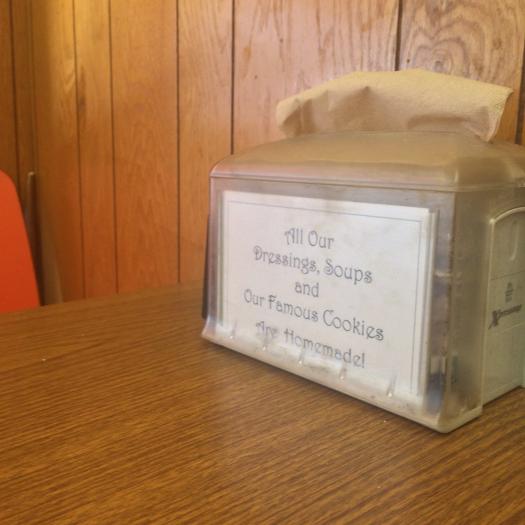 All Our
Dressings, Soups
and
Our Famous Cookies
Are Homemade!